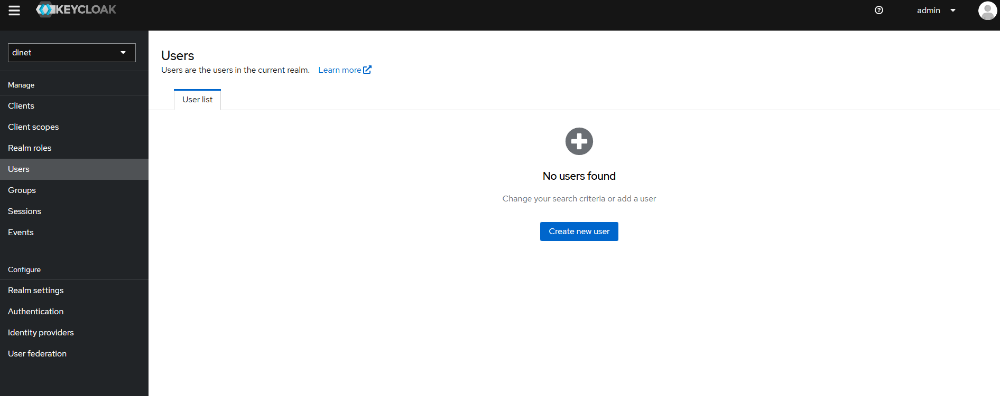 KEYCLOAK
admin
dinet
Manage
Clients
Client scopes
Realm roles
Users
Groups
Sessions
Events
Configure
Realm settings
Authentication
Identity providers
User federation
Users
Users are the users in the current realm. Learn more
User list
No users found
Change your search criteria or add a user
Create new user